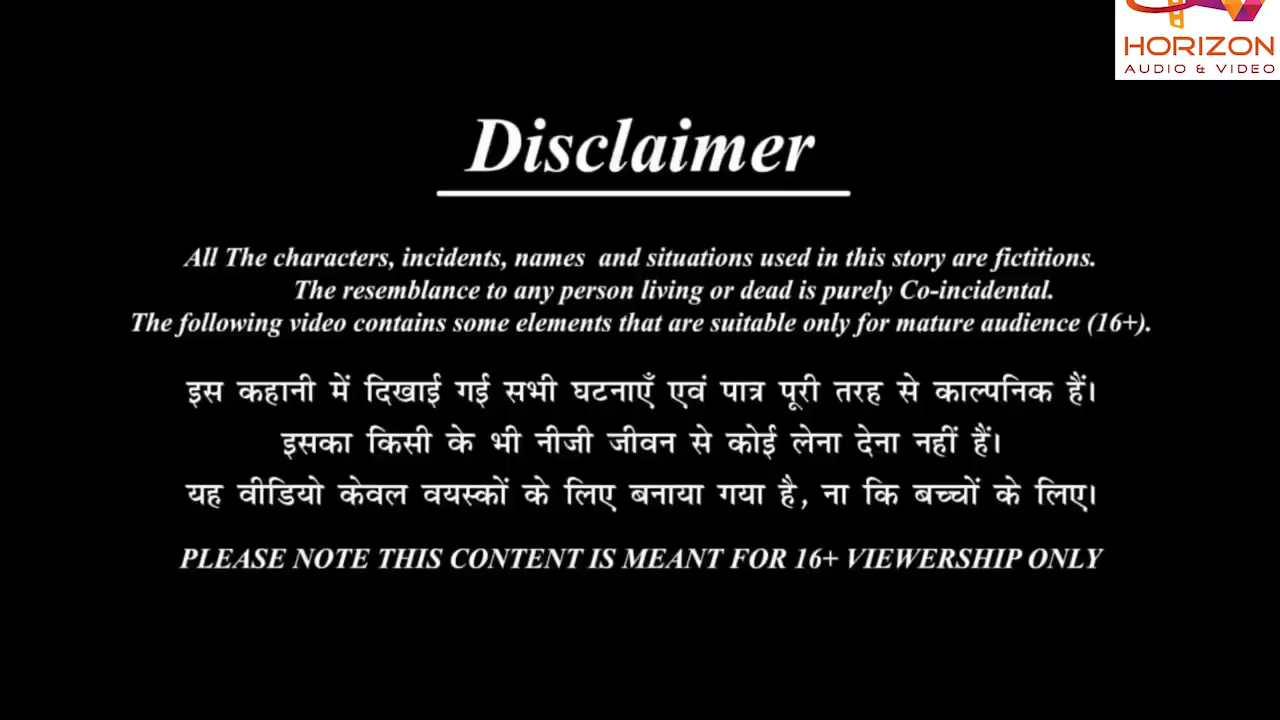 HORIZON
AUDIO & VIDEO
Disclaimer
All The characters, incidents, names and situations used in this story are fictitions.
The resemblance to any person living or dead is purely Co-incidental.
The following video contains some elements that are suitable only for mature audience (16+).
इस कहानी में दिखाई गई सभी घटनाएँ एवं पात्र पूरी तरह से काल्पनिक हैं।
इसका किसी के भी नीजी जीवन से कोई लेना देना नहीं हैं।
यह वीडियो केवल वयस्कों के लिए बनाया गया है, ना कि बच्चों के लिए।
PLEASE NOTE THIS CONTENT IS MEANT FOR 16+ VIEWERSHIP ONLY